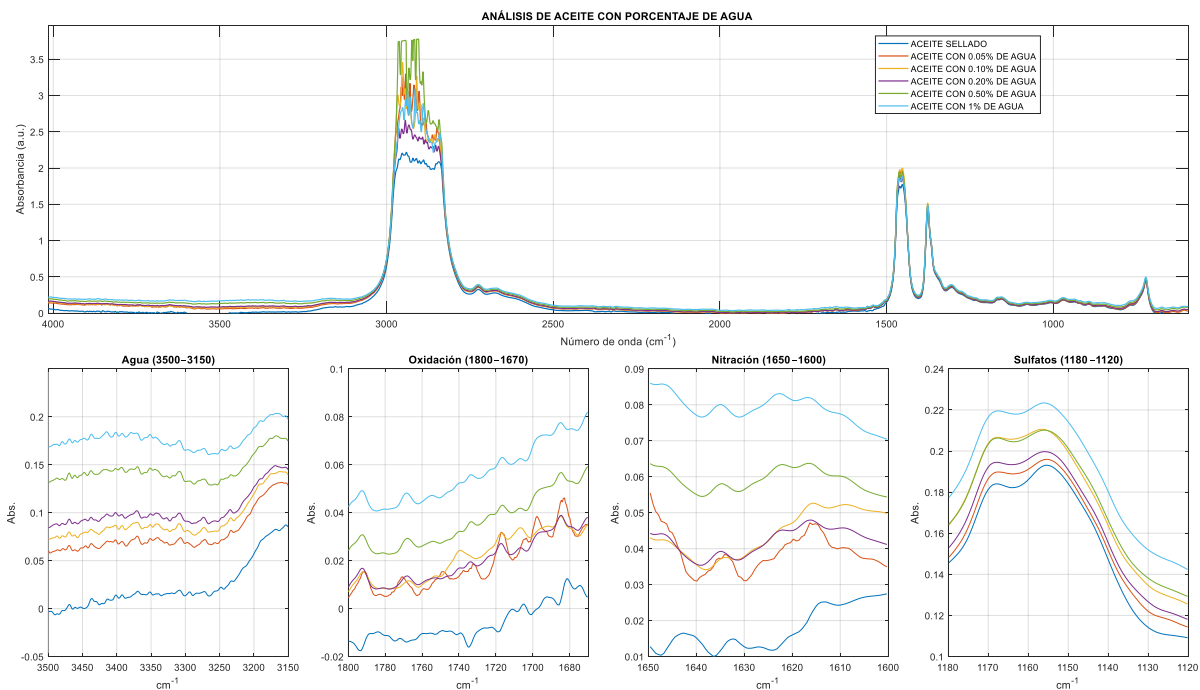 ANÁLISIS DE ACEITE CON PORCENTAJE DE AGUA
ACEITE SELLADO
ACEITE CON 0.05% DE AGUA
ACEITE CON 0.10% DE AGUA
ACEITE CON 0.20% DE AGUA
ACEITE CON 0.50% DE AGUA
ACEITE CON 1% DE AGUA
Absorbancia (a.u.)
3.5
3
2.5
2
1.5
1
0.5
0
4000 3500 3000 2500 2000 1500 1000
Número de onda (cm⁻¹)
Agua (3500–3150)
Abs.
0.2
0.15
0.1
0.05
0
-0.05
3500 3450 3400 3350 3300 3250 3200 3150
cm⁻¹
Oxidación (1800–1670)
Abs.
0.1
0.08
0.06
0.04
0.02
0
-0.02
1800 1780 1760 1740 1720 1700 1680
cm⁻¹
Nitración (1650–1600)
Abs.
0.09
0.08
0.07
0.06
0.05
0.04
0.03
0.02
0.01
1650 1640 1630 1620 1610 1600
cm⁻¹
Sulfatos (1180–1120)
Abs.
0.24
0.22
0.2
0.18
0.16
0.14
0.12
0.1
1180 1170 1160 1150 1140 1130 1120
cm⁻¹